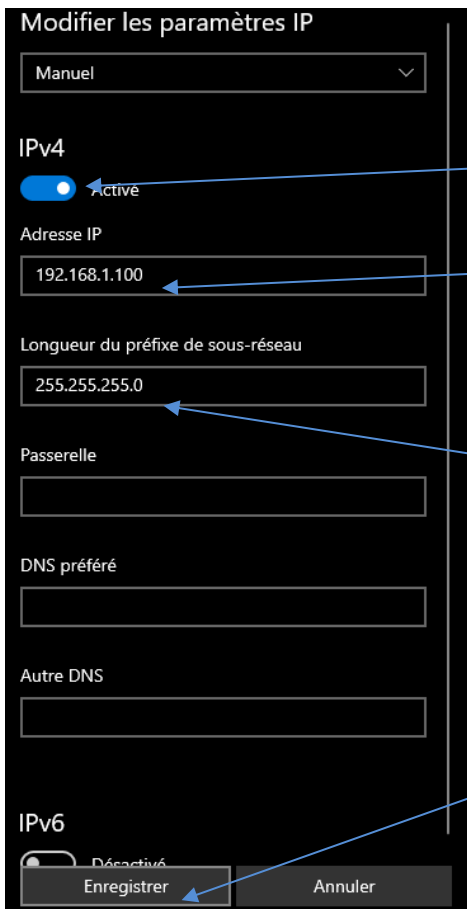 Modifier les paramètres IP
Manuel
IPv4
Activé
Adresse IP
192.168.1.100
Longueur du préfixe de sous-réseau
255.255.255.0
Passerelle
DNS préféré
Autre DNS
IPv6
Désactivé
Enregistrer Annuler